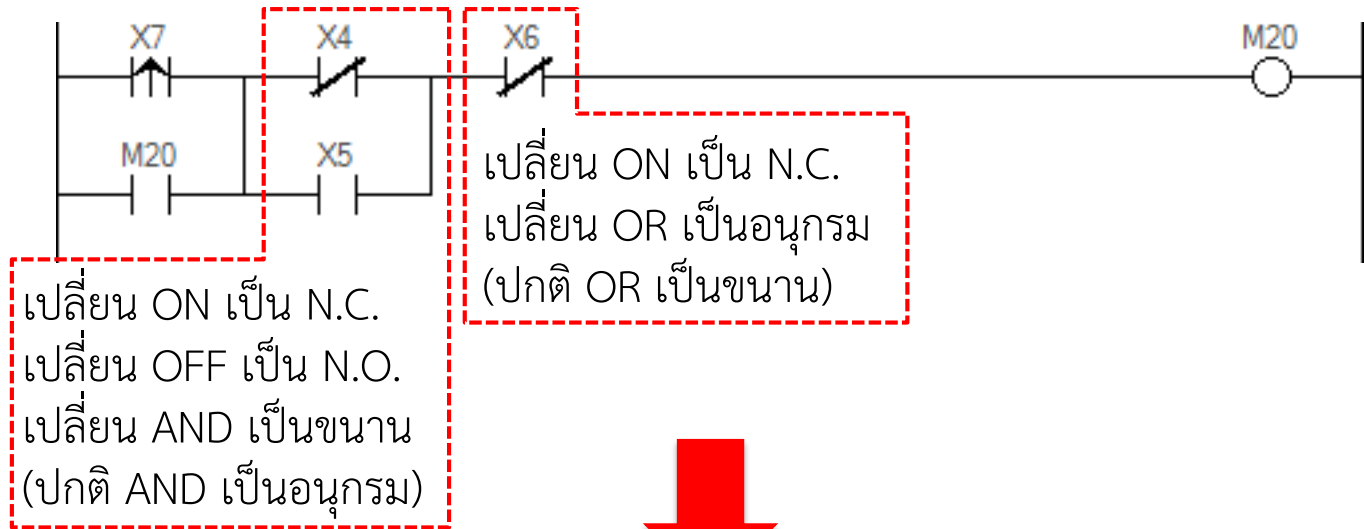 X7 X4 X6 M20
M20 X5
เปลี่ยน ON เป็น N.C.
เปลี่ยน OR เป็นอนุกรม
(ปกติ OR เป็นขนาน)
เปลี่ยน ON เป็น N.C.
เปลี่ยน OFF เป็น N.O.
เปลี่ยน AND เป็นขนาน
(ปกติ AND เป็นอนุกรม)